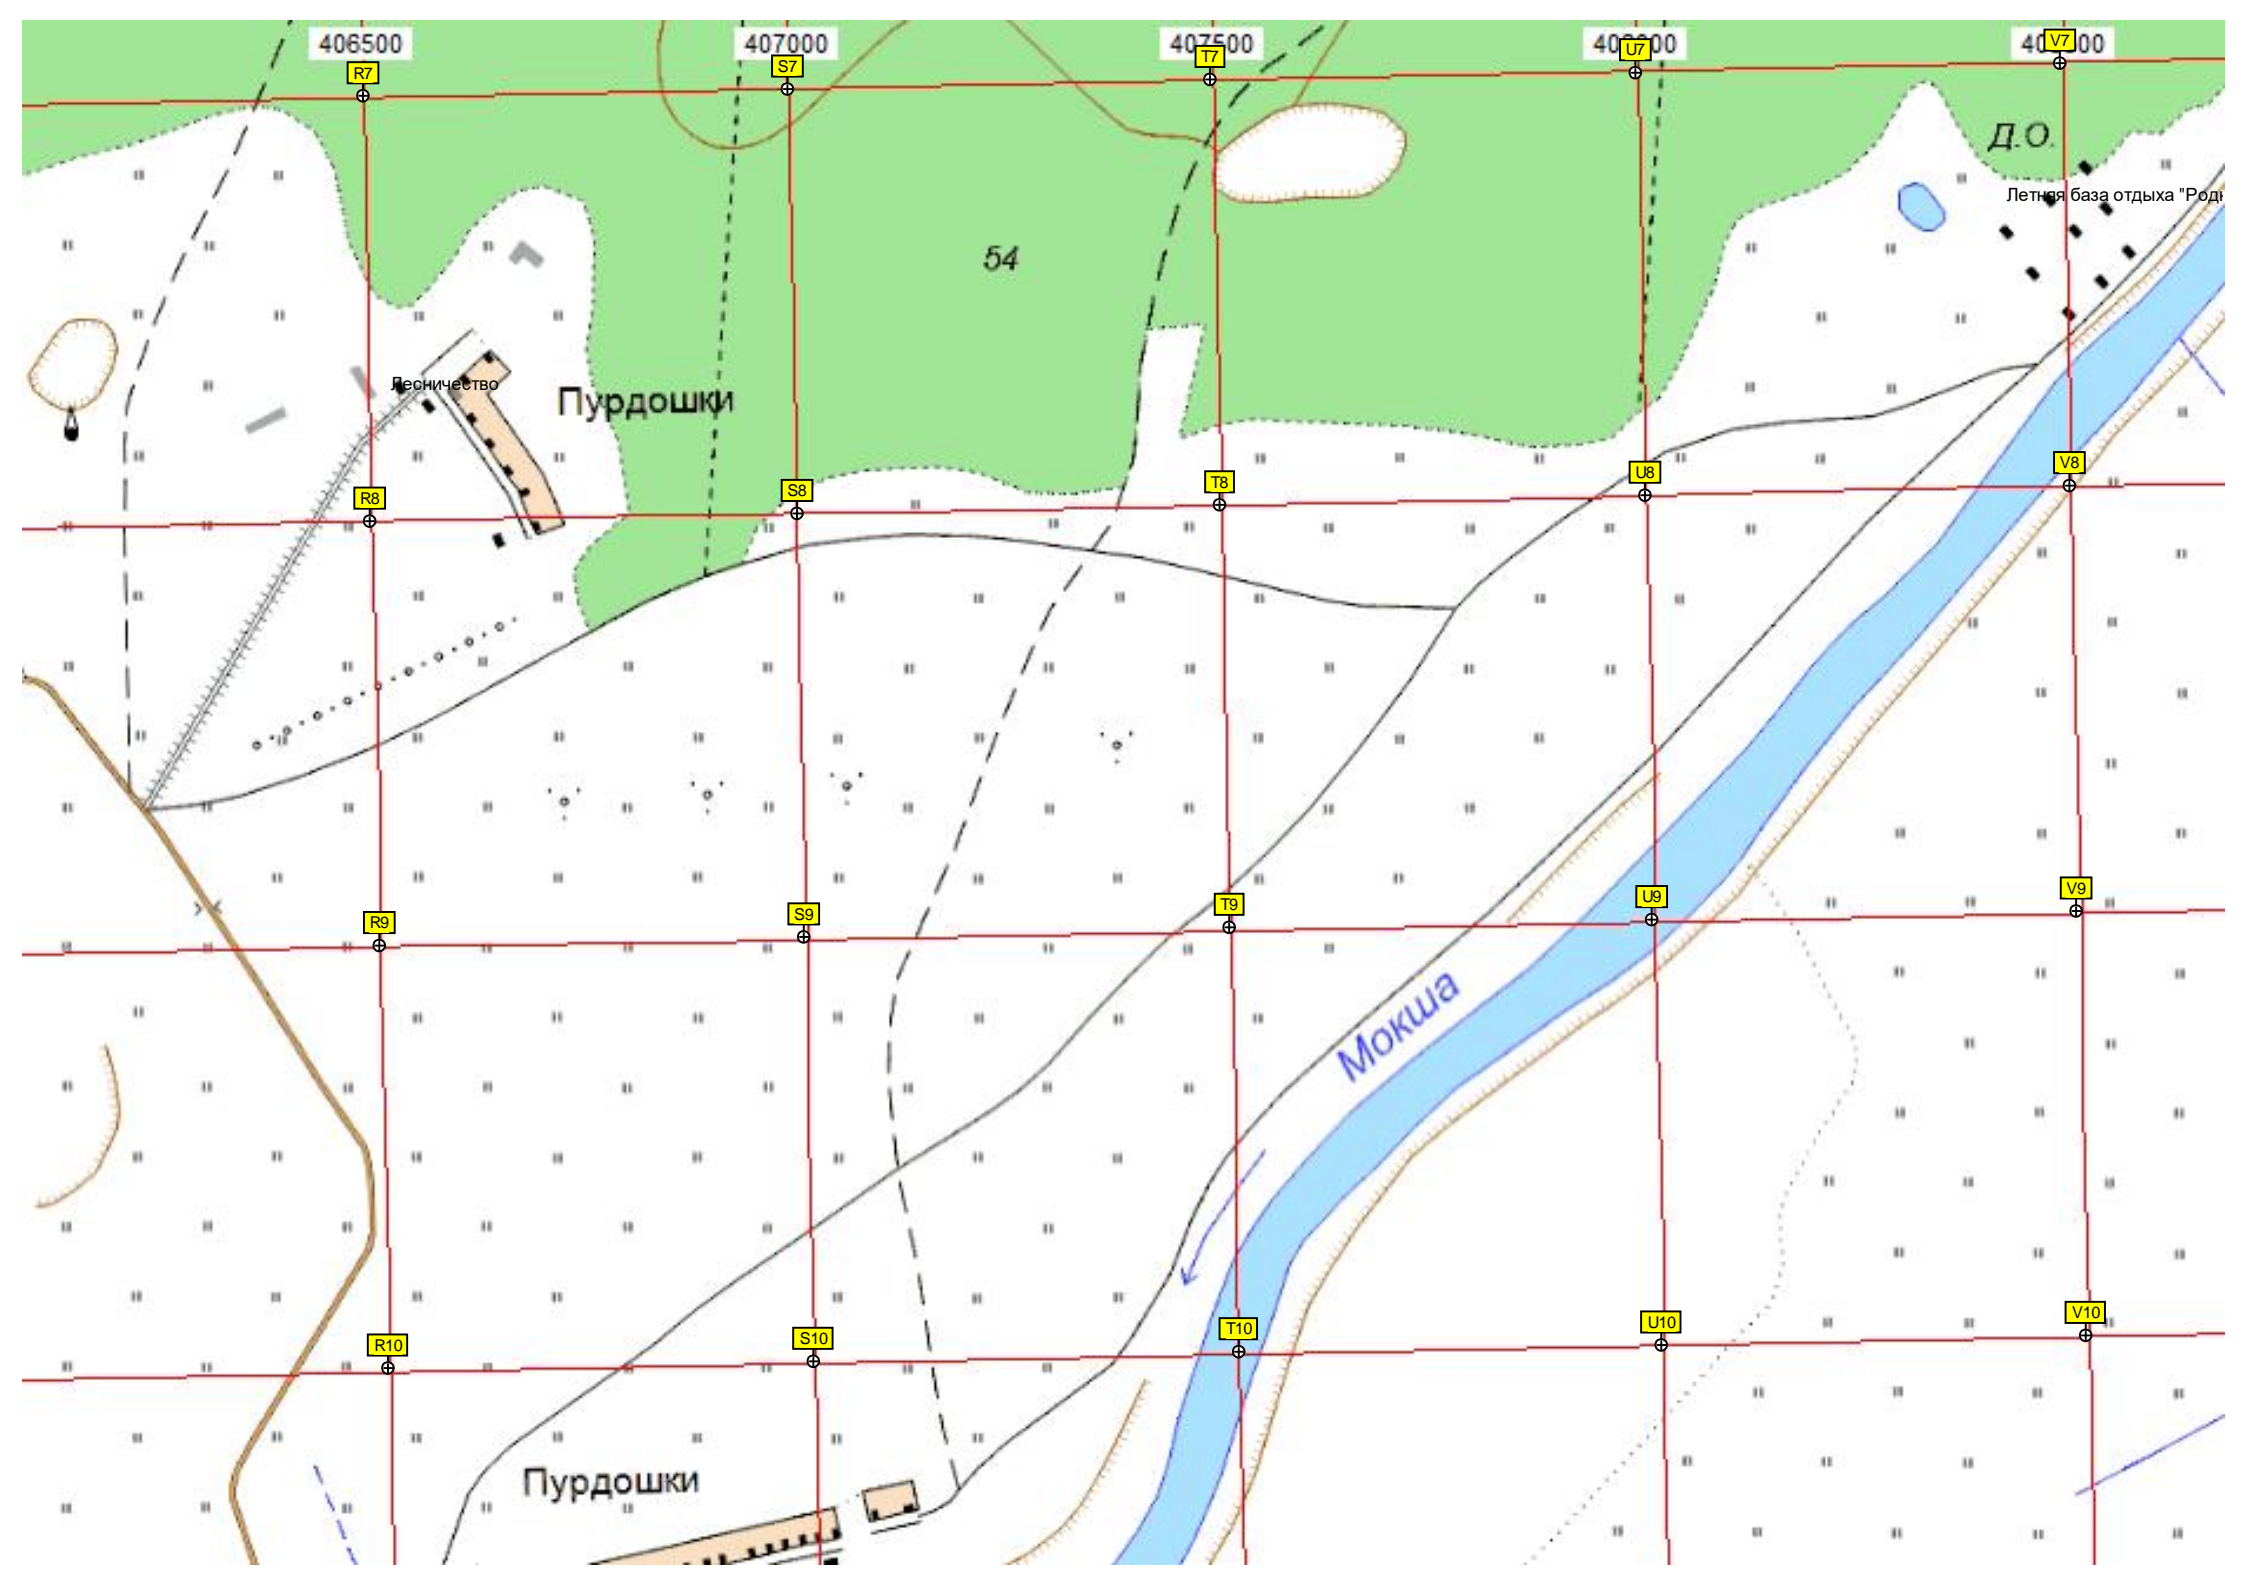 406500
407000
407500
R7
S7
T7
U7
V7
Д.О.
Летняя база отдыха
54
Лесничество
Пурдошки
R8
S8
T8
U8
V8
R9
S9
T9
U9
V9
Мокша
R10
S10
T10
U10
V10
Пурдошки